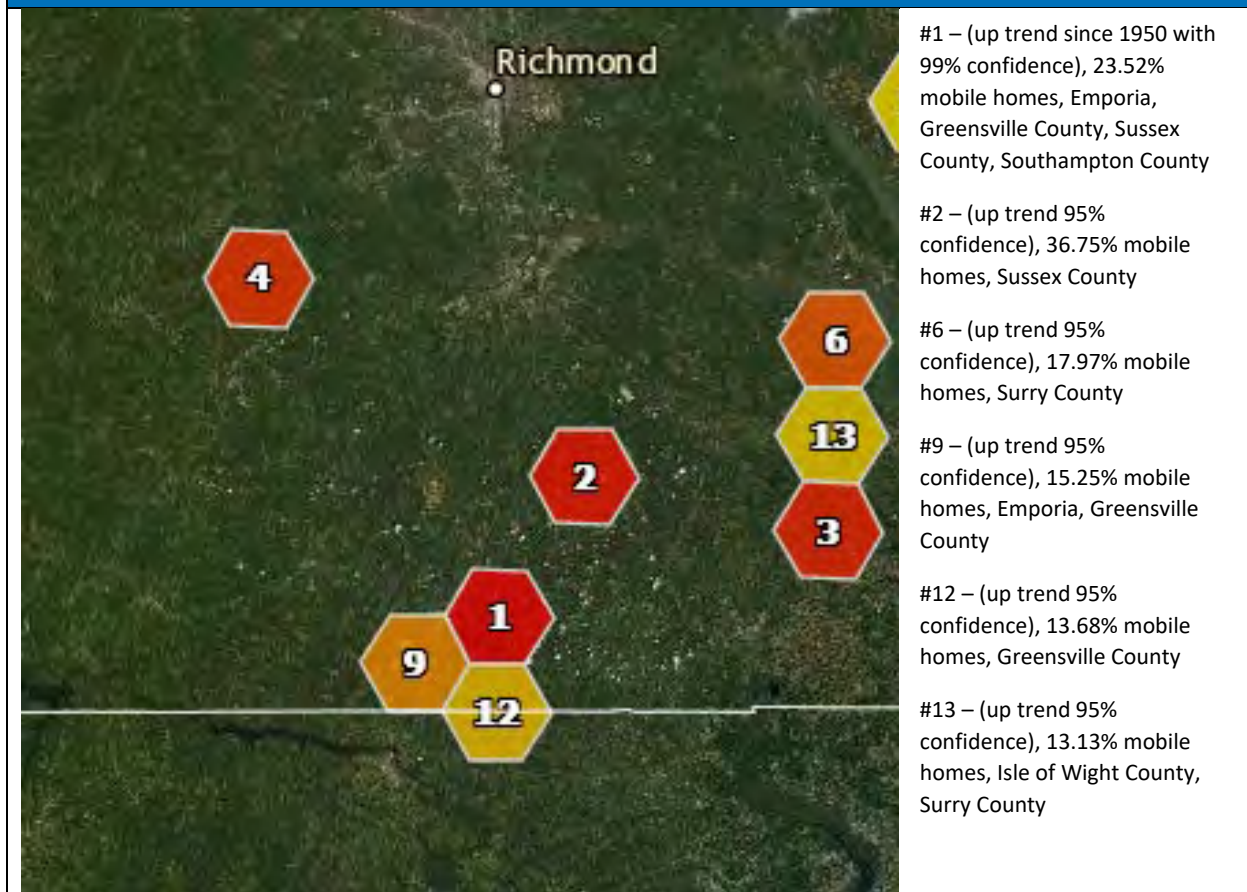 Richmond
4
6
13
2
3
1
9
12
#1 – (up trend since 1950 with
99% confidence), 23.52%
mobile homes, Emporia,
Greensville County, Sussex
County, Southampton County
#2 – (up trend 95%
confidence), 36.75% mobile
homes, Sussex County
#6 – (up trend 95%
confidence), 17.97% mobile
homes, Surry County
#9 – (up trend 95%
confidence), 15.25% mobile
homes, Emporia, Greensville
County
#12 – (up trend 95%
confidence), 13.68% mobile
homes, Greensville County
#13 – (up trend 95%
confidence), 13.13% mobile
homes, Isle of Wight County,
Surry County